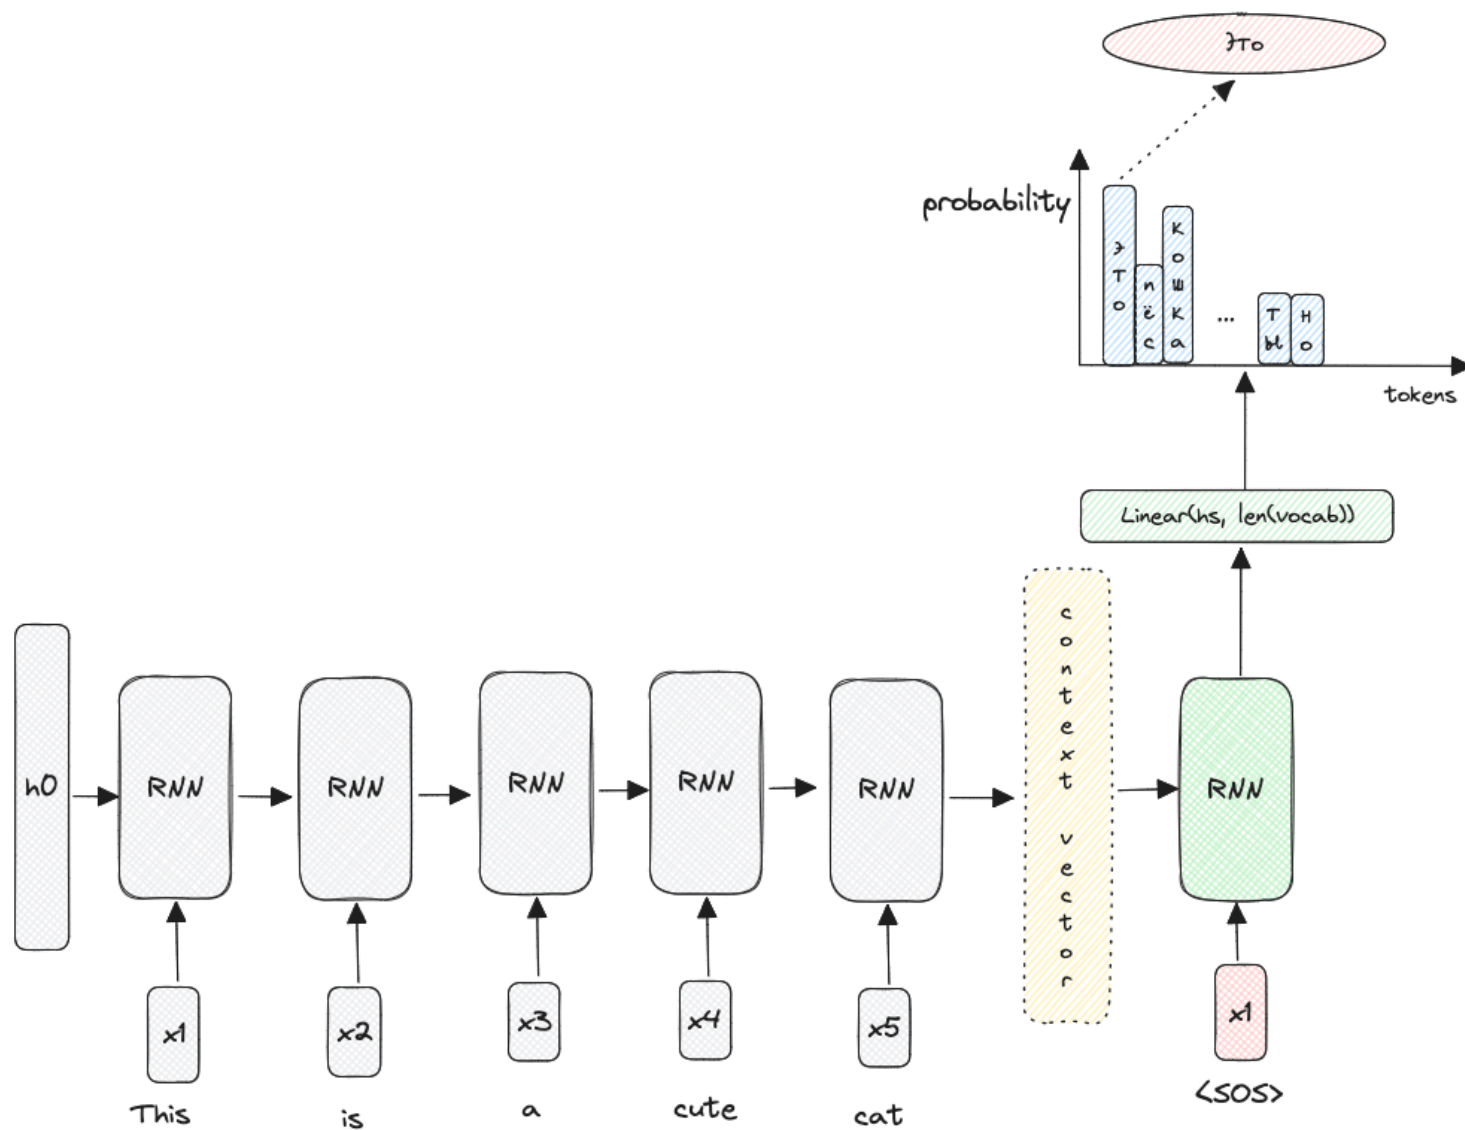 Это
probability
Это
пёс
кошка
...
Ты
Но
tokens
Linear(hs, len(vocab))
context vector
h0
RNN
RNN
RNN
RNN
RNN
RNN
x1
x2
x3
x4
x5
x1
This
is
a
cute
cat
<SOS>